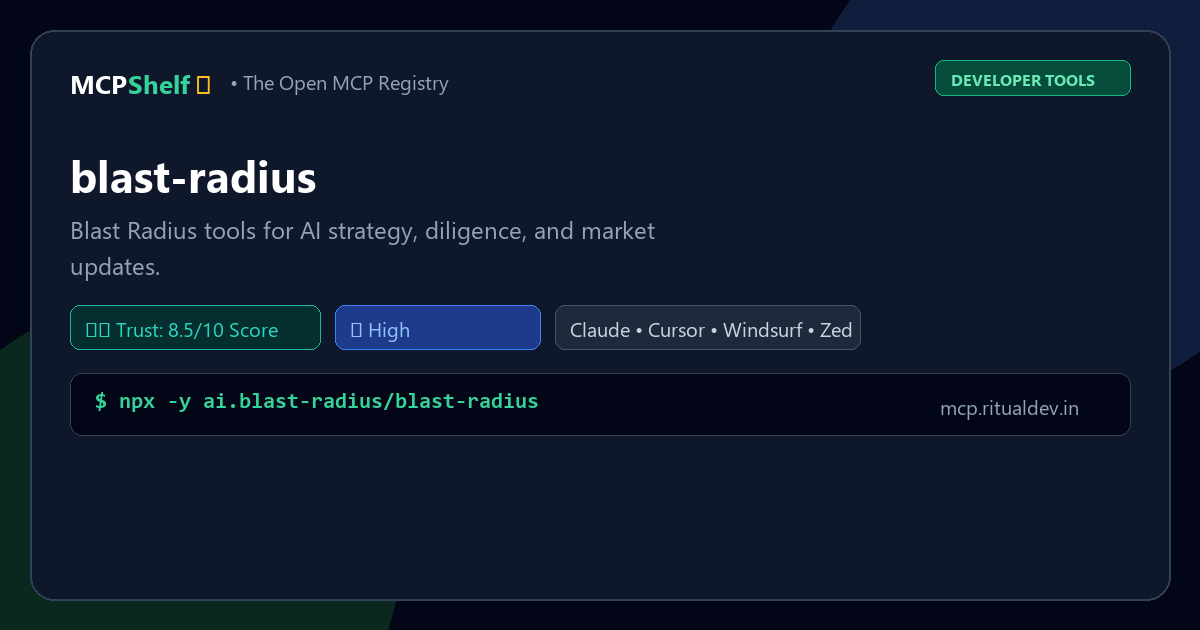 MCPShelf • The Open MCP Registry
DEVELOPER TOOLS
blast-radius
Blast Radius tools for AI strategy, diligence, and market
updates.
Trust: 8.5/10 Score
High
Claude • Cursor • Windsurf • Zed
$ npx -y ai.blast-radius/blast-radius
mcp.ritualdev.in